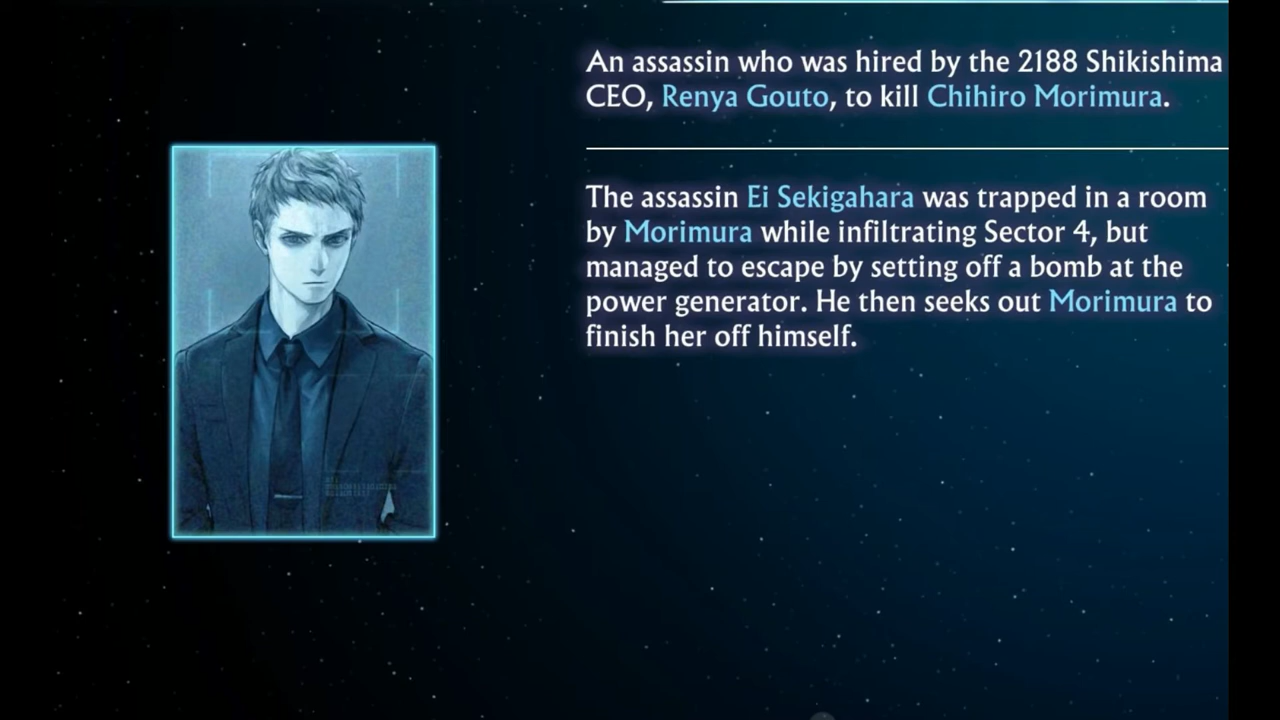 An assassin who was hired by the 2188 Shikishima
CEO, Renya Gouto, to kill Chihiro Morimura.
The assassin Ei Sekigahara was trapped in a room
by Morimura while infiltrating Sector 4, but
managed to escape by setting off a bomb at the
power generator. He then seeks out Morimura to
finish her off himself.